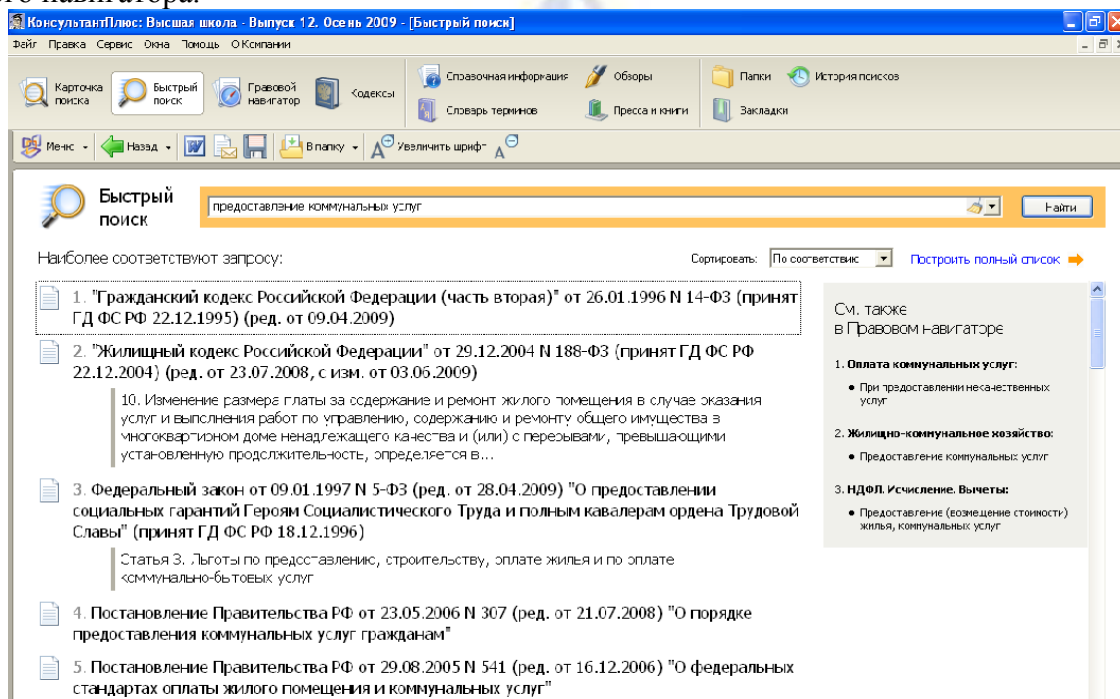 ого навигатора.
КонсультантПлюс: Высшая школа - Выпуск 12. Осень 2009 - [Быстрый поиск]
Файл Правка Сервис Окна Помощь О Компании
Карточка поиска Быстрый поиск Правовой навигатор Кодексы Справочная информация Обзоры Папки История поисков
Словарь терминов Пресса и книги Закладки
Меню Назад В папку Увеличить шрифт
Быстрый поиск
предоставление коммунальных услуг
Найти
Наиболее соответствуют запросу:
Сортировать: По соответствию Построить полный список
1. "Гражданский кодекс Российской Федерации (часть вторая)" от 26.01.1996 N 14-ФЗ (принят
ГД ФС РФ 22.12.1995) (ред. от 09.04.2009)
2. "Жилищный кодекс Российской Федерации" от 29.12.2004 N 188-ФЗ (принят ГД ФС РФ
22.12.2004) (ред. от 23.07.2008, с изм. от 03.06.2009)
10. Изменение размера платы за содержание и ремонт жилого помещения в случае оказания
услуг и выполнения работ по управлению, содержанию и ремонту общего имущества в
многоквартирном доме ненадлежащего качества и (или) с перерывами, превышающими
установленную продолжительность, определяется в...
3. Федеральный закон от 09.01.1997 N 5-ФЗ (ред. от 28.04.2009) "О предоставлении
социальных гарантий Героям Социалистического Труда и полным кавалерам ордена Трудовой
Славы" (принят ГД ФС РФ 18.12.1996)
Статья 3. Льготы по предоставлению, строительству, оплате жилья и по оплате
коммунально-бытовых услуг
4. Постановление Правительства РФ от 23.05.2006 N 307 (ред. от 21.07.2008) "О порядке
предоставления коммунальных услуг гражданам"
5. Постановление Правительства РФ от 29.08.2005 N 541 (ред. от 16.12.2006) "О федеральных
стандартах оплаты жилого помещения и коммунальных услуг"
См. также
в Правовом навигаторе
1. Оплата коммунальных услуг:
При предоставлении некачественных
услуг
2. Жилищно-коммунальное хозяйство:
Предоставление коммунальных услуг
3. НДФЛ. Исчисление. Вычеты:
Предоставление (возмещение стоимости)
жилья, коммунальных услуг